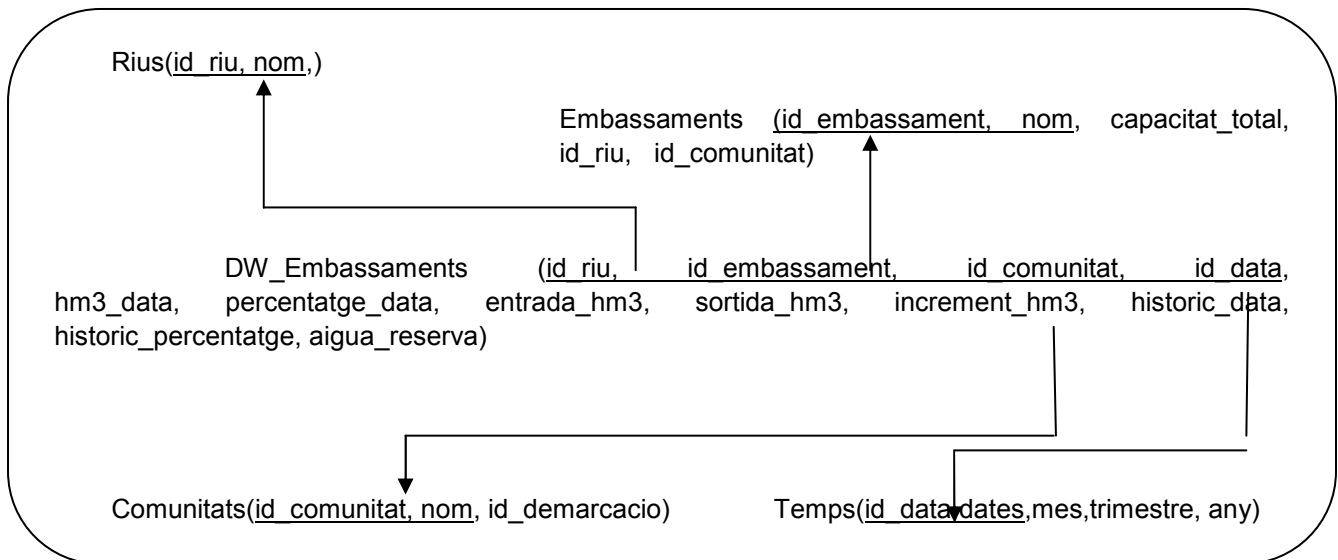 Rius(id_riu, nom,)
Embassaments (id_embassament, nom, capacitat_total,
id_riu, id_comunitat)
DW_Embassaments (id_riu, id_embassament, id_comunitat, id_data,
hm3_data, percentatge_data, entrada_hm3, sortida_hm3, increment_hm3, historic_data,
historic_percentatge, aigua_reserva)
Comunitats(id_comunitat, nom, id_demarcacio)
Temps(id_data,dates,mes,trimestre, any)